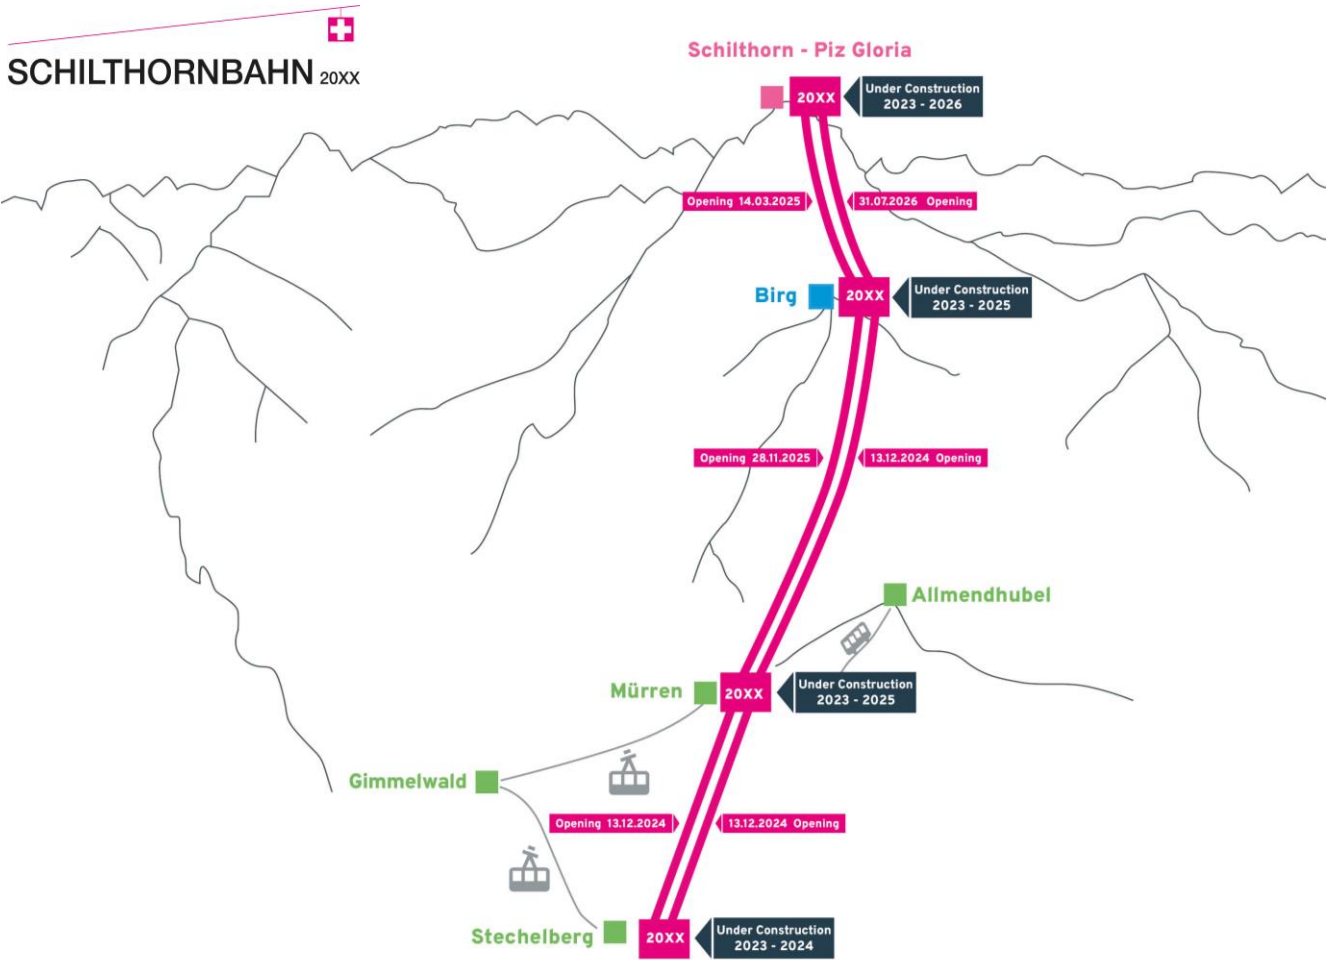 SCHILTHORNBAHN 20XX
Schilthorn - Piz Gloria
20XX
Under Construction
2023 - 2026
Opening 14.03.2025
31.07.2026 Opening
Birg
20XX
Under Construction
2023 - 2025
Opening 28.11.2025
13.12.2024 Opening
Allmendhubel
Mürren
20XX
Under Construction
2023 - 2025
Gimmelwald
Opening 13.12.2024
13.12.2024 Opening
Stechelberg
20XX
Under Construction
2023 - 2024